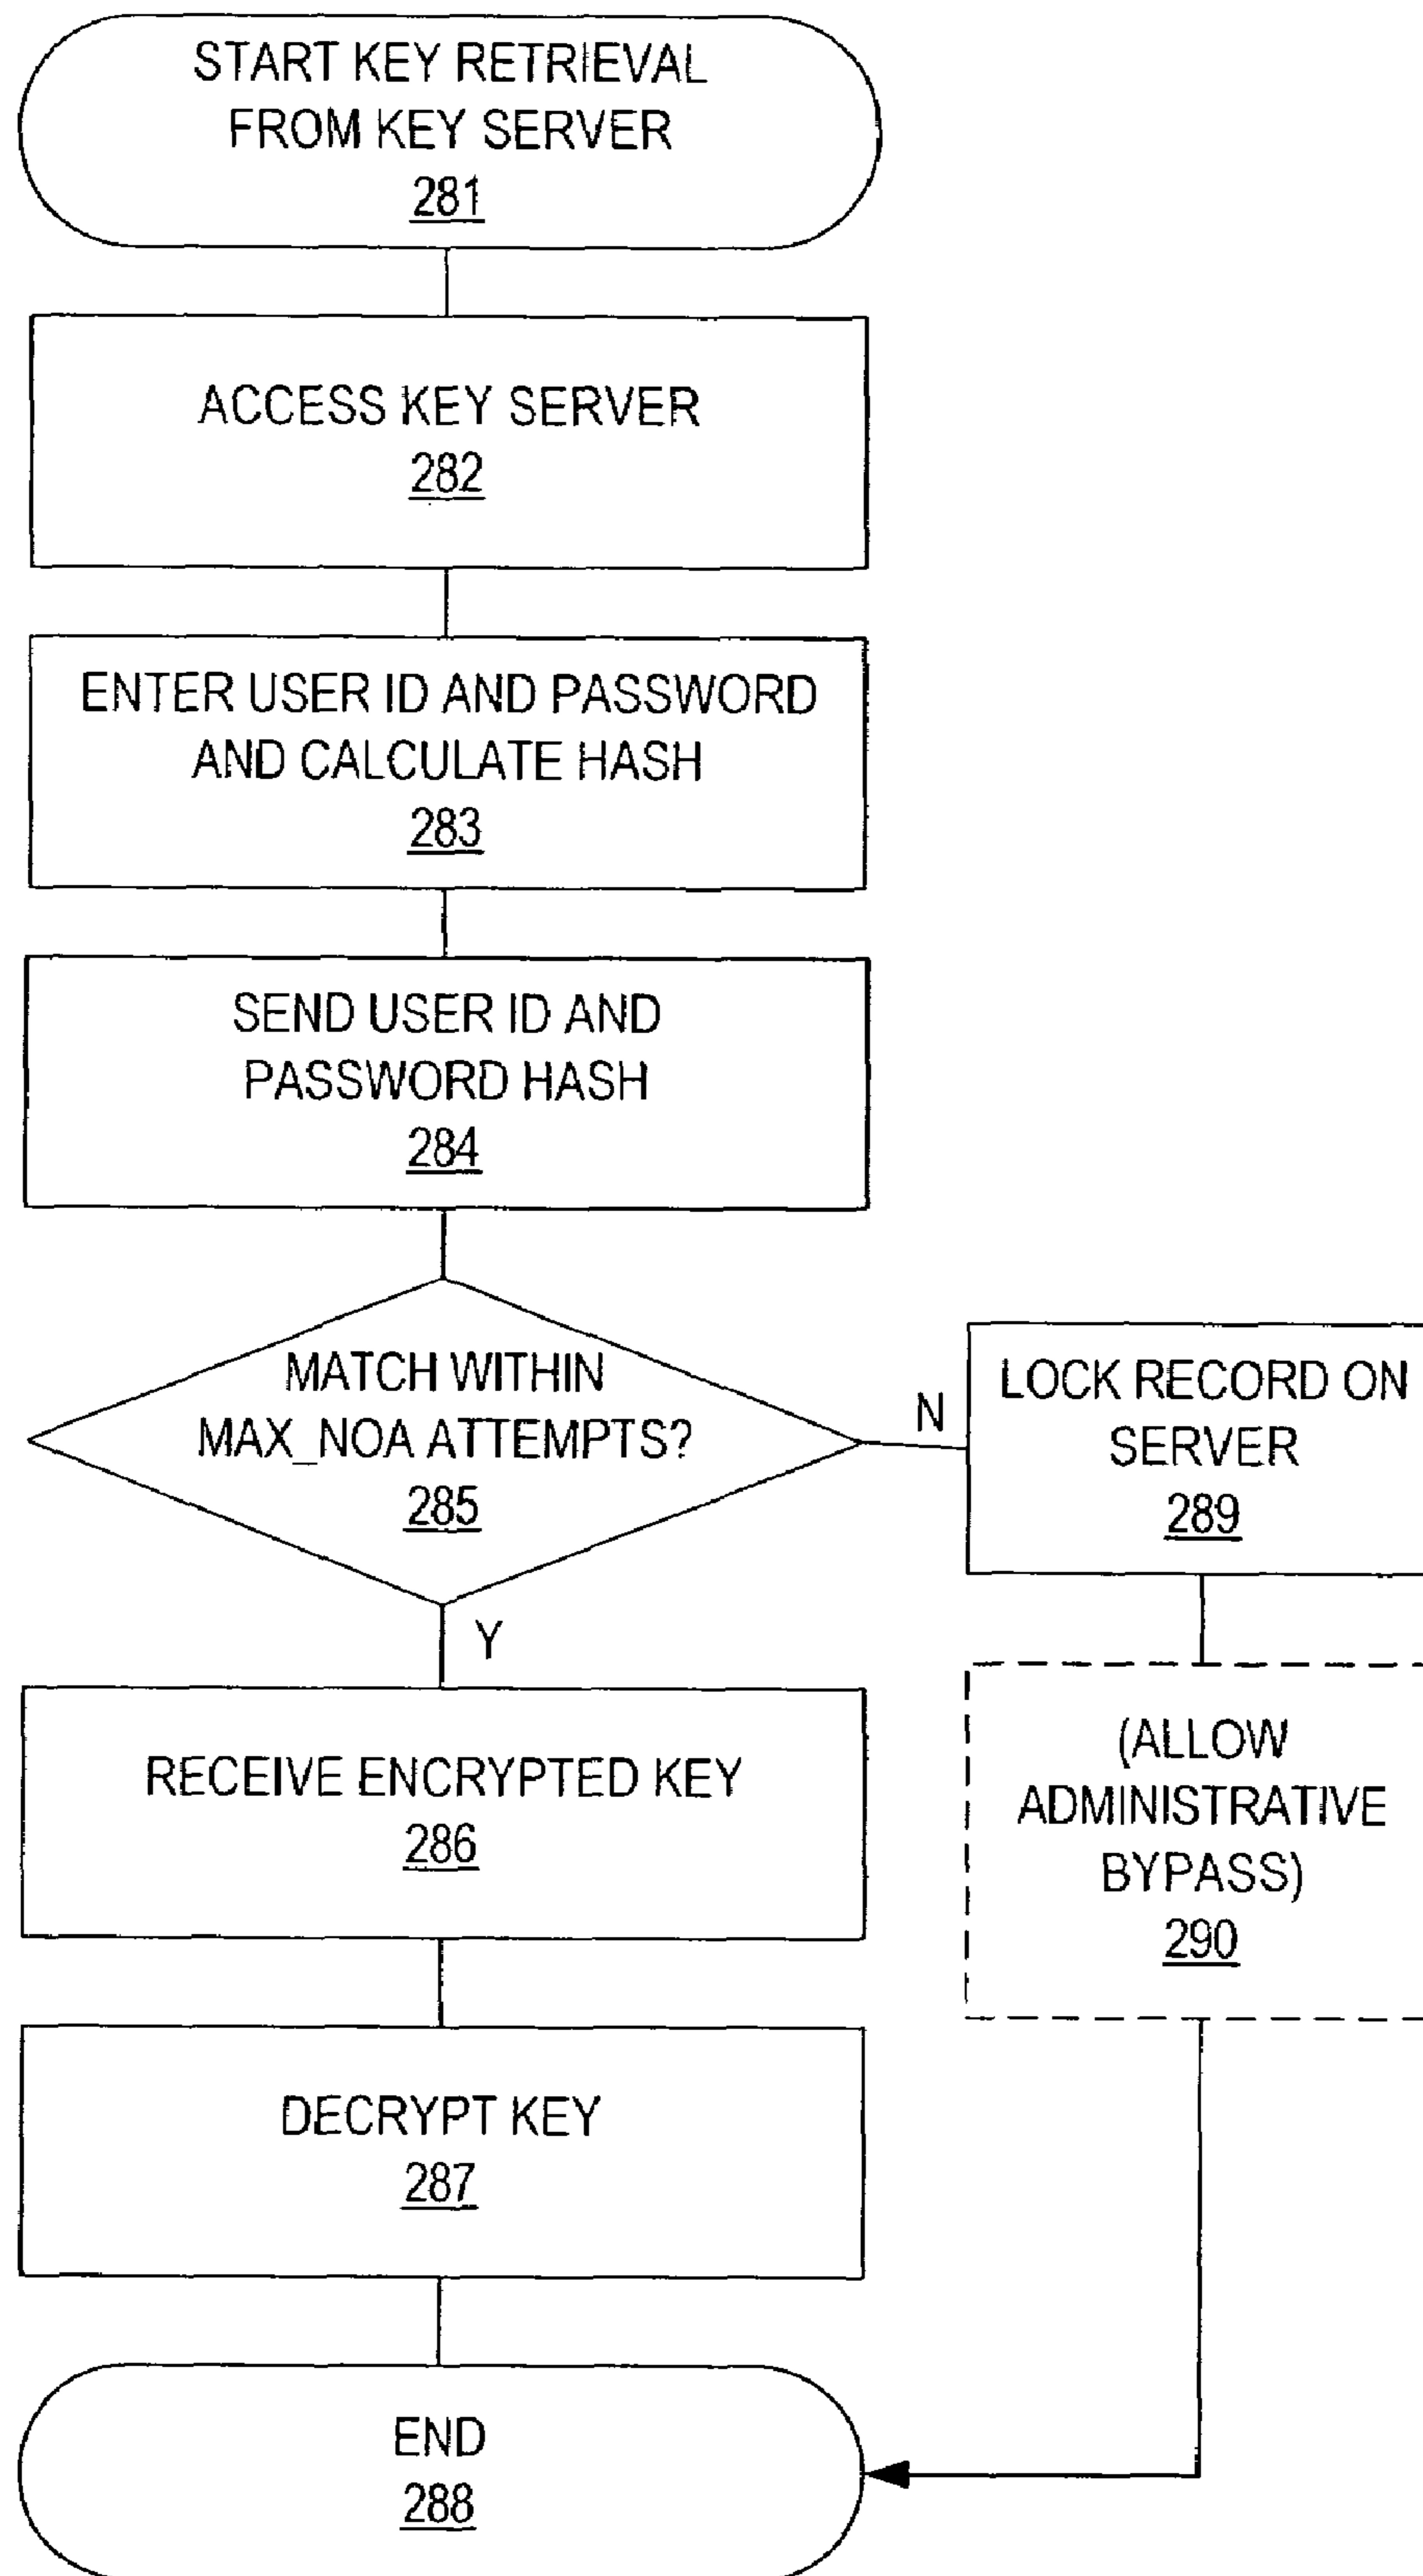 START KEY RETRIEVAL
FROM KEY SERVER
281
ACCESS KEY SERVER
282
ENTER USER ID AND PASSWORD
AND CALCULATE HASH
283
SEND USER ID AND
PASSWORD HASH
284
MATCH WITHIN
MAX_NOA ATTEMPTS?
285
N
LOCK RECORD ON
SERVER
289
Y
(ALLOW
ADMINISTRATIVE
BYPASS)
290
RECEIVE ENCRYPTED KEY
286
DECRYPT KEY
287
END
288